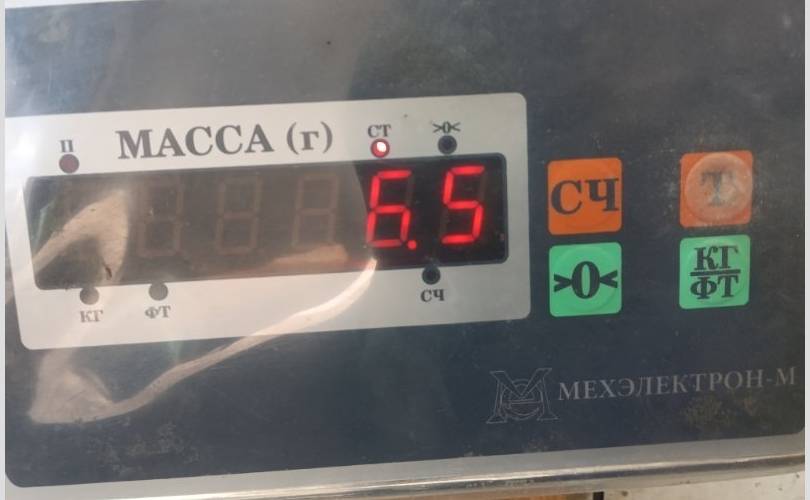 П МАССА (г) СТ >0<
6.5
КГ ФТ СЧ
СЧ Т
>0< КГ/ФТ
МЕХЭЛЕКТРОН-М